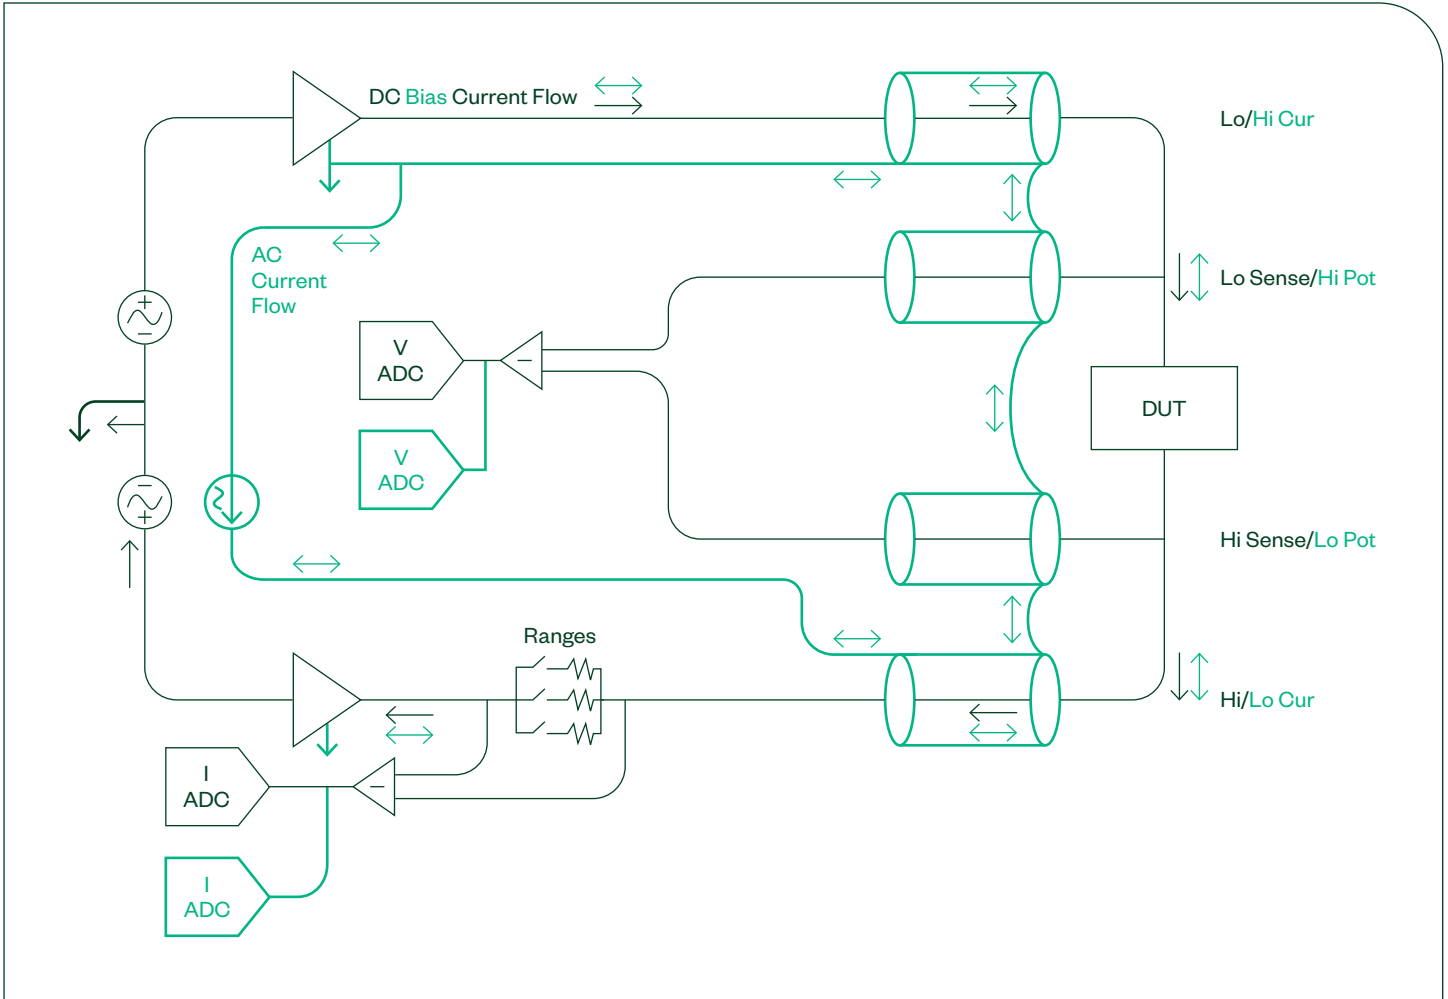 DC Bias Current Flow
Lo/Hi Cur
AC
Current
Flow
Lo Sense/Hi Pot
V
ADC
DUT
V
ADC
Hi Sense/Lo Pot
Ranges
Hi/Lo Cur
I
ADC
I
ADC